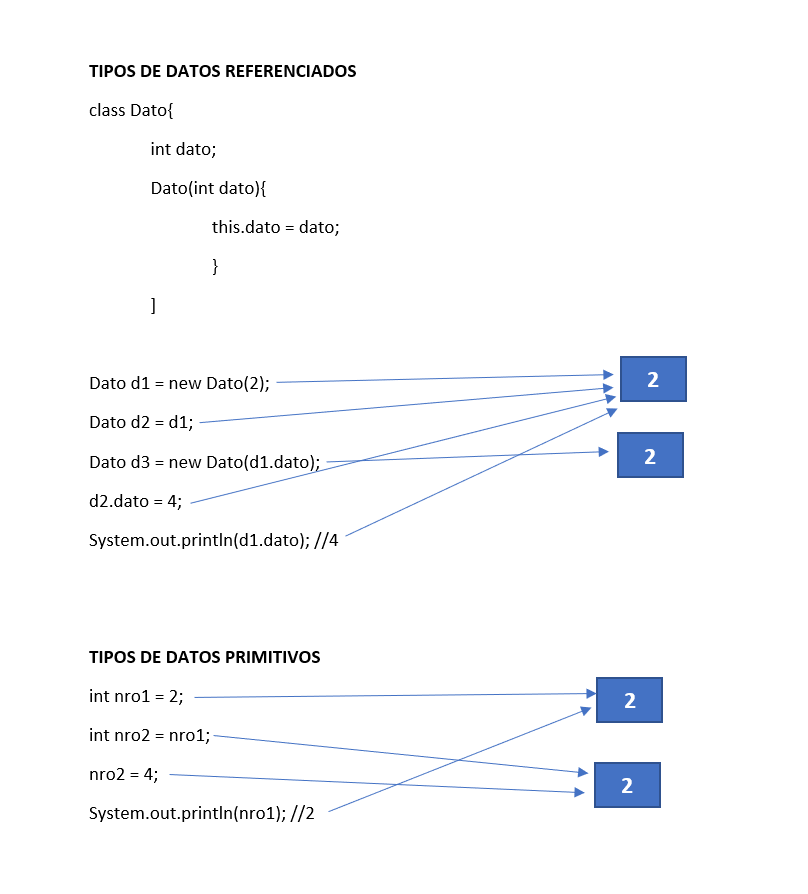 TIPOS DE DATOS REFERENCIADOS
class Dato{
int dato;
Dato(int dato){
this.dato = dato;
}
]
Dato d1 = new Dato(2);
2
Dato d2 = d1;
Dato d3 = new Dato(d1.dato);
2
d2.dato = 4;
System.out.println(d1.dato); //4
TIPOS DE DATOS PRIMITIVOS
int nro1 = 2;
2
int nro2 = nro1;
nro2 = 4;
2
System.out.println(nro1); //2